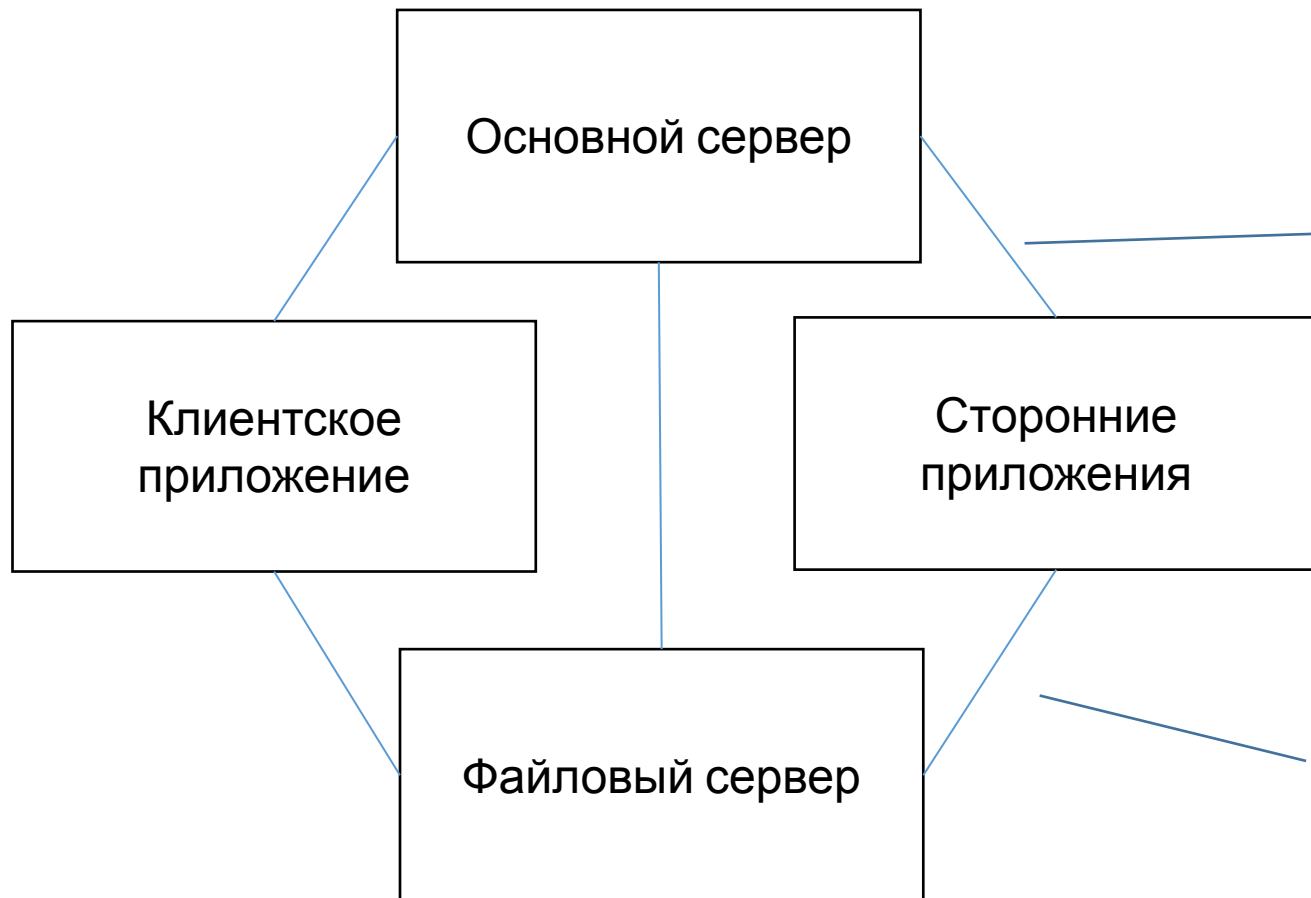 Основной сервер
Клиентское
приложение
Сторонние
приложения
Файловый сервер